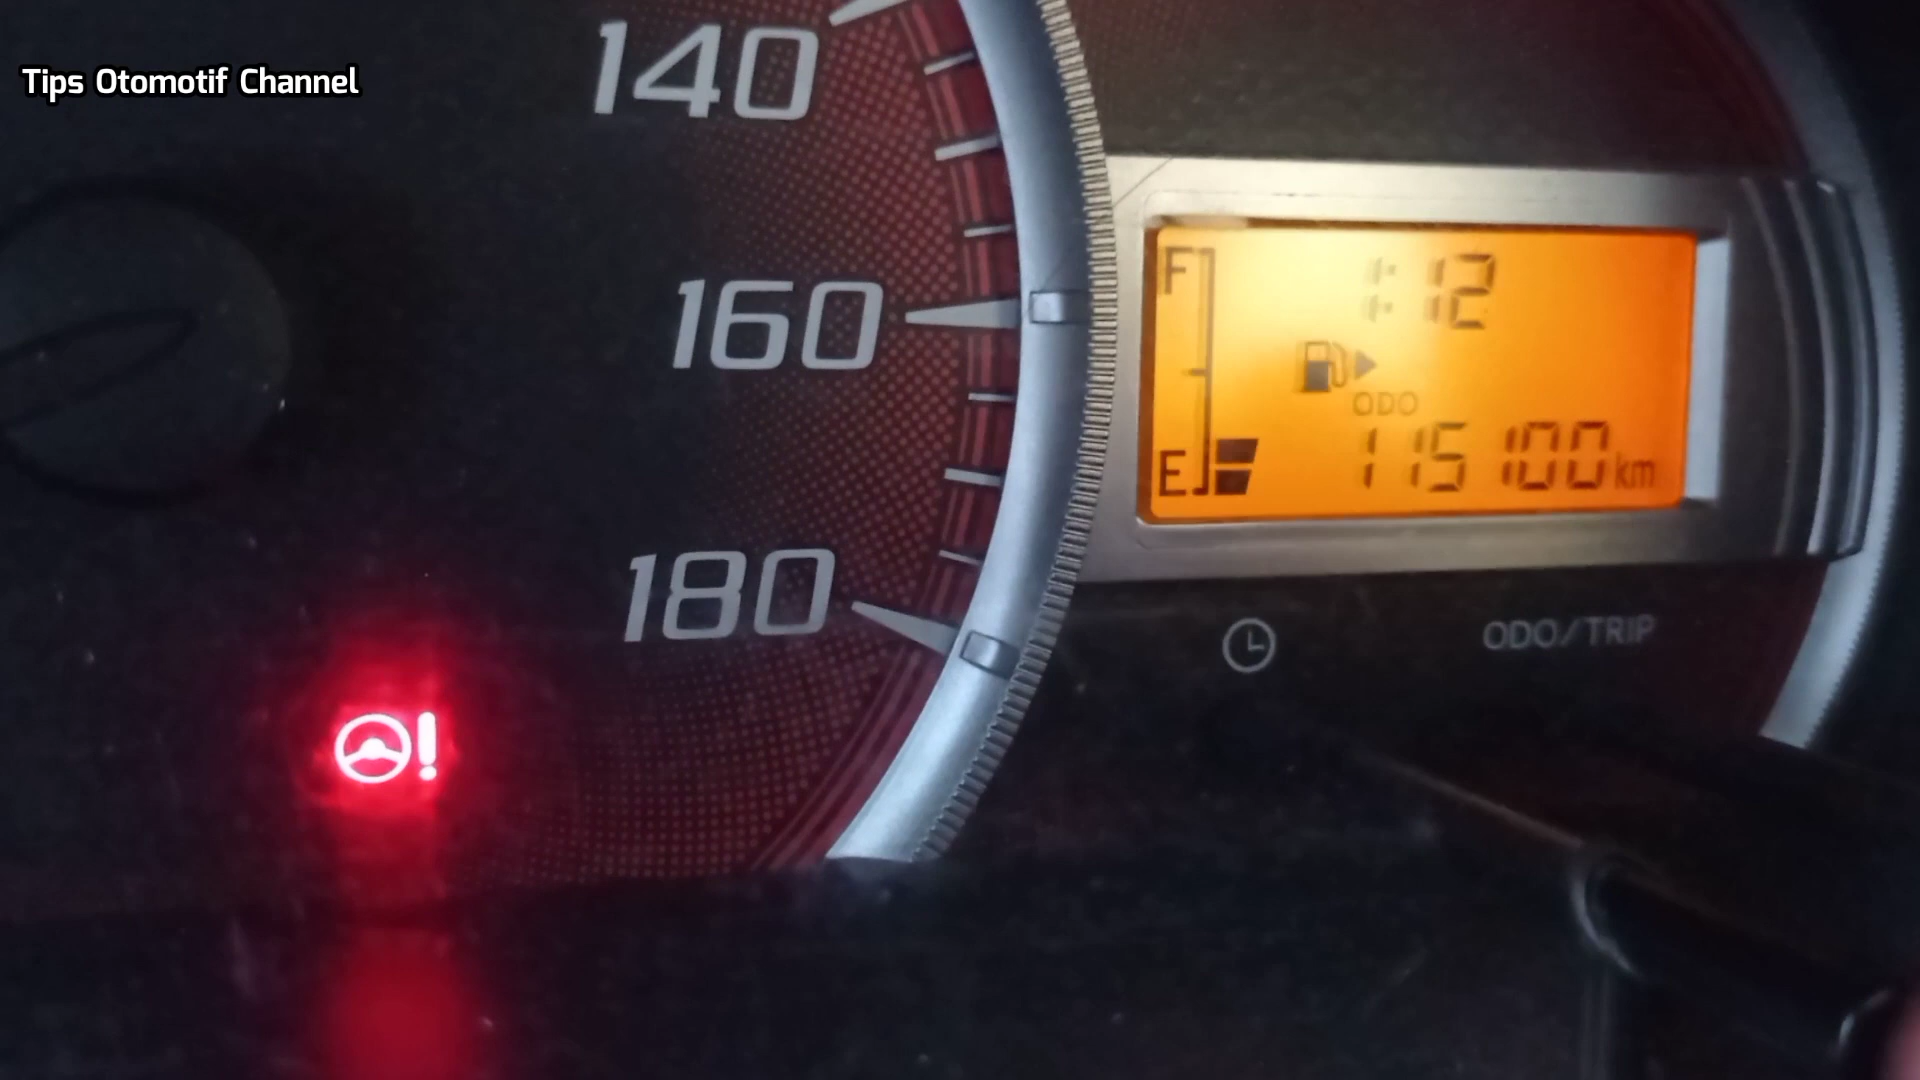 Tips Otomotif Channel
140
160
180
F
1:12
ODO
E
115100km
ODO/TRIP